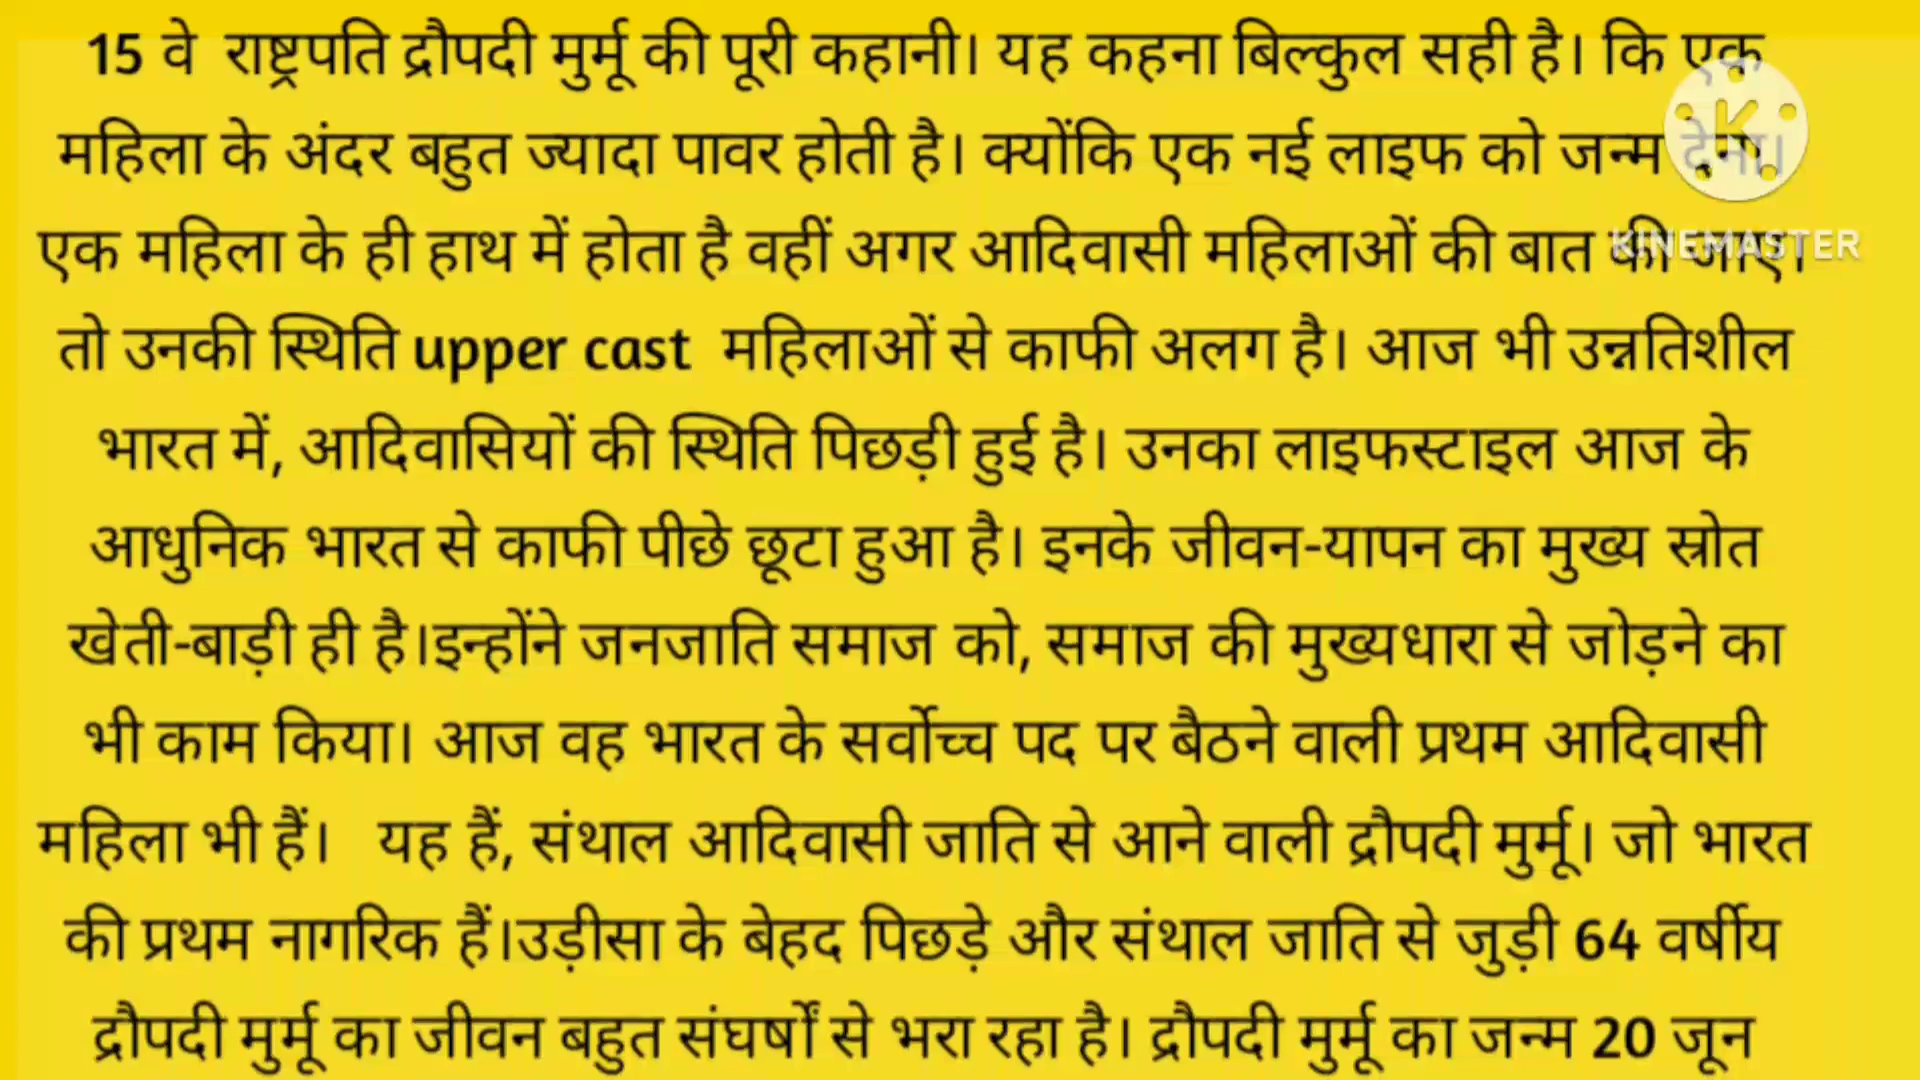 15 वे राष्ट्रपति द्रौपदी मुर्मू की पूरी कहानी। यह कहना बिल्कुल सही है। कि एक
महिला के अंदर बहुत ज्यादा पावर होती है। क्योंकि एक नई लाइफ को जन्म देना।
एक महिला के ही हाथ में होता है वहीं अगर आदिवासी महिलाओं की बात की जाए।
KINEMASTER
तो उनकी स्थिति upper cast महिलाओं से काफी अलग है। आज भी उन्नतिशील
भारत में, आदिवासियों की स्थिति पिछड़ी हुई है। उनका लाइफस्टाइल आज के
आधुनिक भारत से काफी पीछे छूटा हुआ है। इनके जीवन-यापन का मुख्य स्रोत
खेती-बाड़ी ही है।इन्होंने जनजाति समाज को, समाज की मुख्यधारा से जोड़ने का
भी काम किया। आज वह भारत के सर्वोच्च पद पर बैठने वाली प्रथम आदिवासी
महिला भी हैं। यह हैं, संथाल आदिवासी जाति से आने वाली द्रौपदी मुर्मू। जो भारत
की प्रथम नागरिक हैं।उड़ीसा के बेहद पिछड़े और संथाल जाति से जुड़ी 64 वर्षीय
द्रौपदी मुर्मू का जीवन बहुत संघर्षों से भरा रहा है। द्रौपदी मुर्मू का जन्म 20 जून